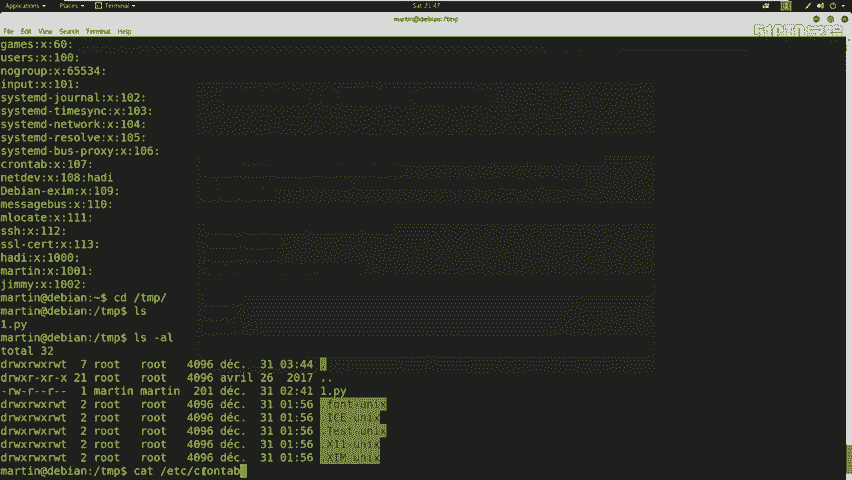 Applications Places Terminal Sat 21:47
martin@debian:/tmp
File Edit View Search Terminal Help
games:x:60:
users:x:100:
nogroup:x:65534:
input:x:101:
systemd-journal:x:102:
systemd-timesync:x:103:
systemd-network:x:104:
systemd-resolve:x:105:
systemd-bus-proxy:x:106:
crontab:x:107:
netdev:x:108:hadi
Debian-exim:x:109:
messagebus:x:110:
mlocate:x:111:
ssh:x:112:
ssl-cert:x:113:
hadi:x:1000:
martin:x:1001:
jimmy:x:1002:
martin@debian:~$ cd /tmp/
martin@debian:/tmp$ ls
1.py
martin@debian:/tmp$ ls -al
total 32
drwxrwxrwt 7 root root 4096 déc. 31 03:44 .
drwxr-xr-x 21 root root 4096 avril 26 2017 ..
-rw-r--r-- 1 martin martin 201 déc. 31 02:41 1.py
drwxrwxrwt 2 root root 4096 déc. 31 01:56 .font-unix
drwxrwxrwt 2 root root 4096 déc. 31 01:56 .ICE-unix
drwxrwxrwt 2 root root 4096 déc. 31 01:56 .Test-unix
drwxrwxrwt 2 root root 4096 déc. 31 01:56 .X11-unix
drwxrwxrwt 2 root root 4096 déc. 31 01:56 .XIM-unix
martin@debian:/tmp$ cat /etc/crontab